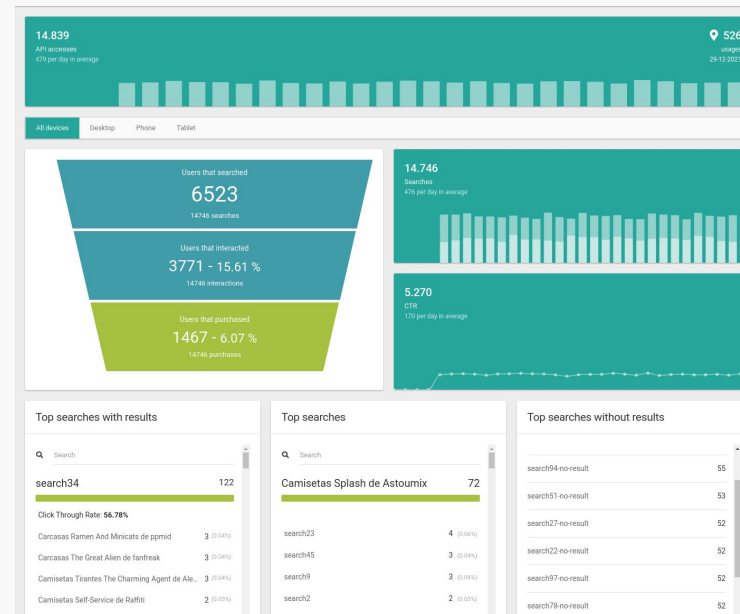 14.839
API accesses
479 per day in average
526
usages
29-12-2021
All devices
Desktop
Phone
Tablet
Users that searched
6523
14746 searches
Users that interacted
3771 - 15.61 %
14746 interactions
Users that purchased
1467 - 6.07 %
14746 purchases
14.746
Searches
476 per day in average
5.270
CTR
170 per day in average
Top searches with results
Search
search34 122
Click Through Rate: 56.78%
Carcasas Ramen And Minicats de ppmid 3 (0.04%)
Carcasas The Great Alien de fanfreak 3 (0.04%)
Camisetas Tirantes The Charming Agent de Ale... 3 (0.04%)
Camisetas Self-Service de Raffiti 2 (0.03%)
Top searches
Search
Camisetas Splash de Astoumix 72
search23 4 (0.06%)
search45 3 (0.04%)
search9 3 (0.04%)
search2 2 (0.03%)
Top searches without results
search94-no-result 55
search51-no-result 53
search27-no-result 52
search22-no-result 52
search97-no-result 52
search78-no-result 52